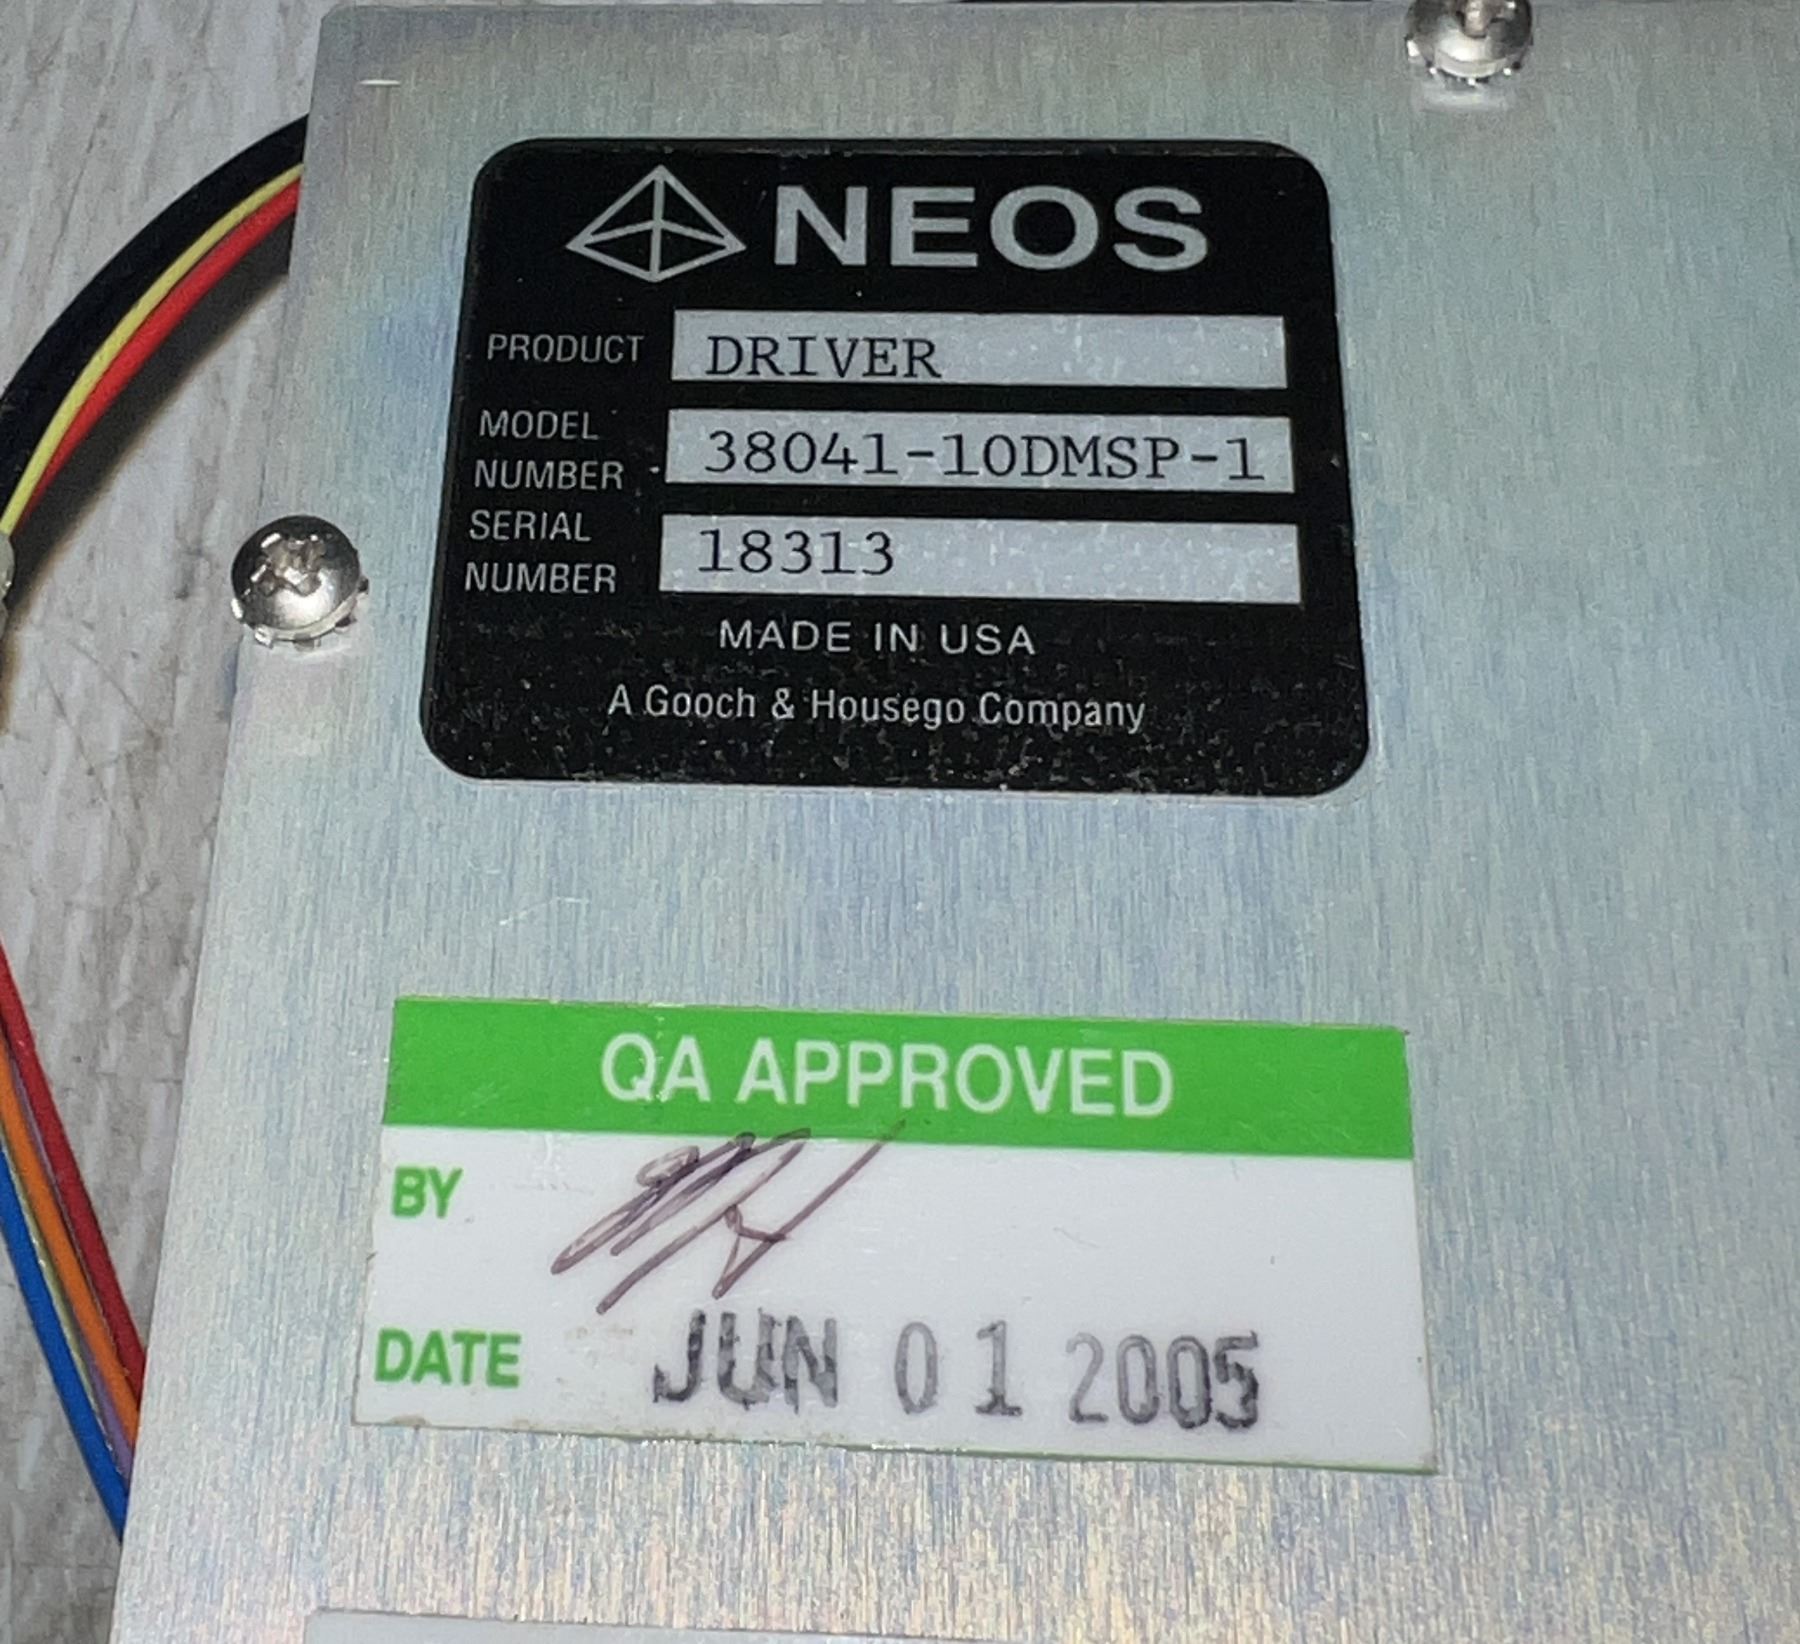 NEOS
PRODUCT DRIVER
MODEL NUMBER 38041-10DMSP-1
SERIAL NUMBER 18313
MADE IN USA
A Gooch & Housego Company
QA APPROVED
BY
DATE JUN 01 2005